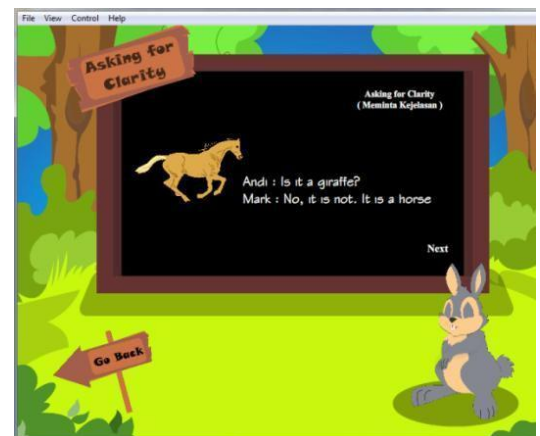 File View Control Help
Asking for
Clarity
Asking for Clarity
( Meminta Kejelasan )
Andi : Is it a giraffe?
Mark : No, it is not. It is a horse
Next
Go Back